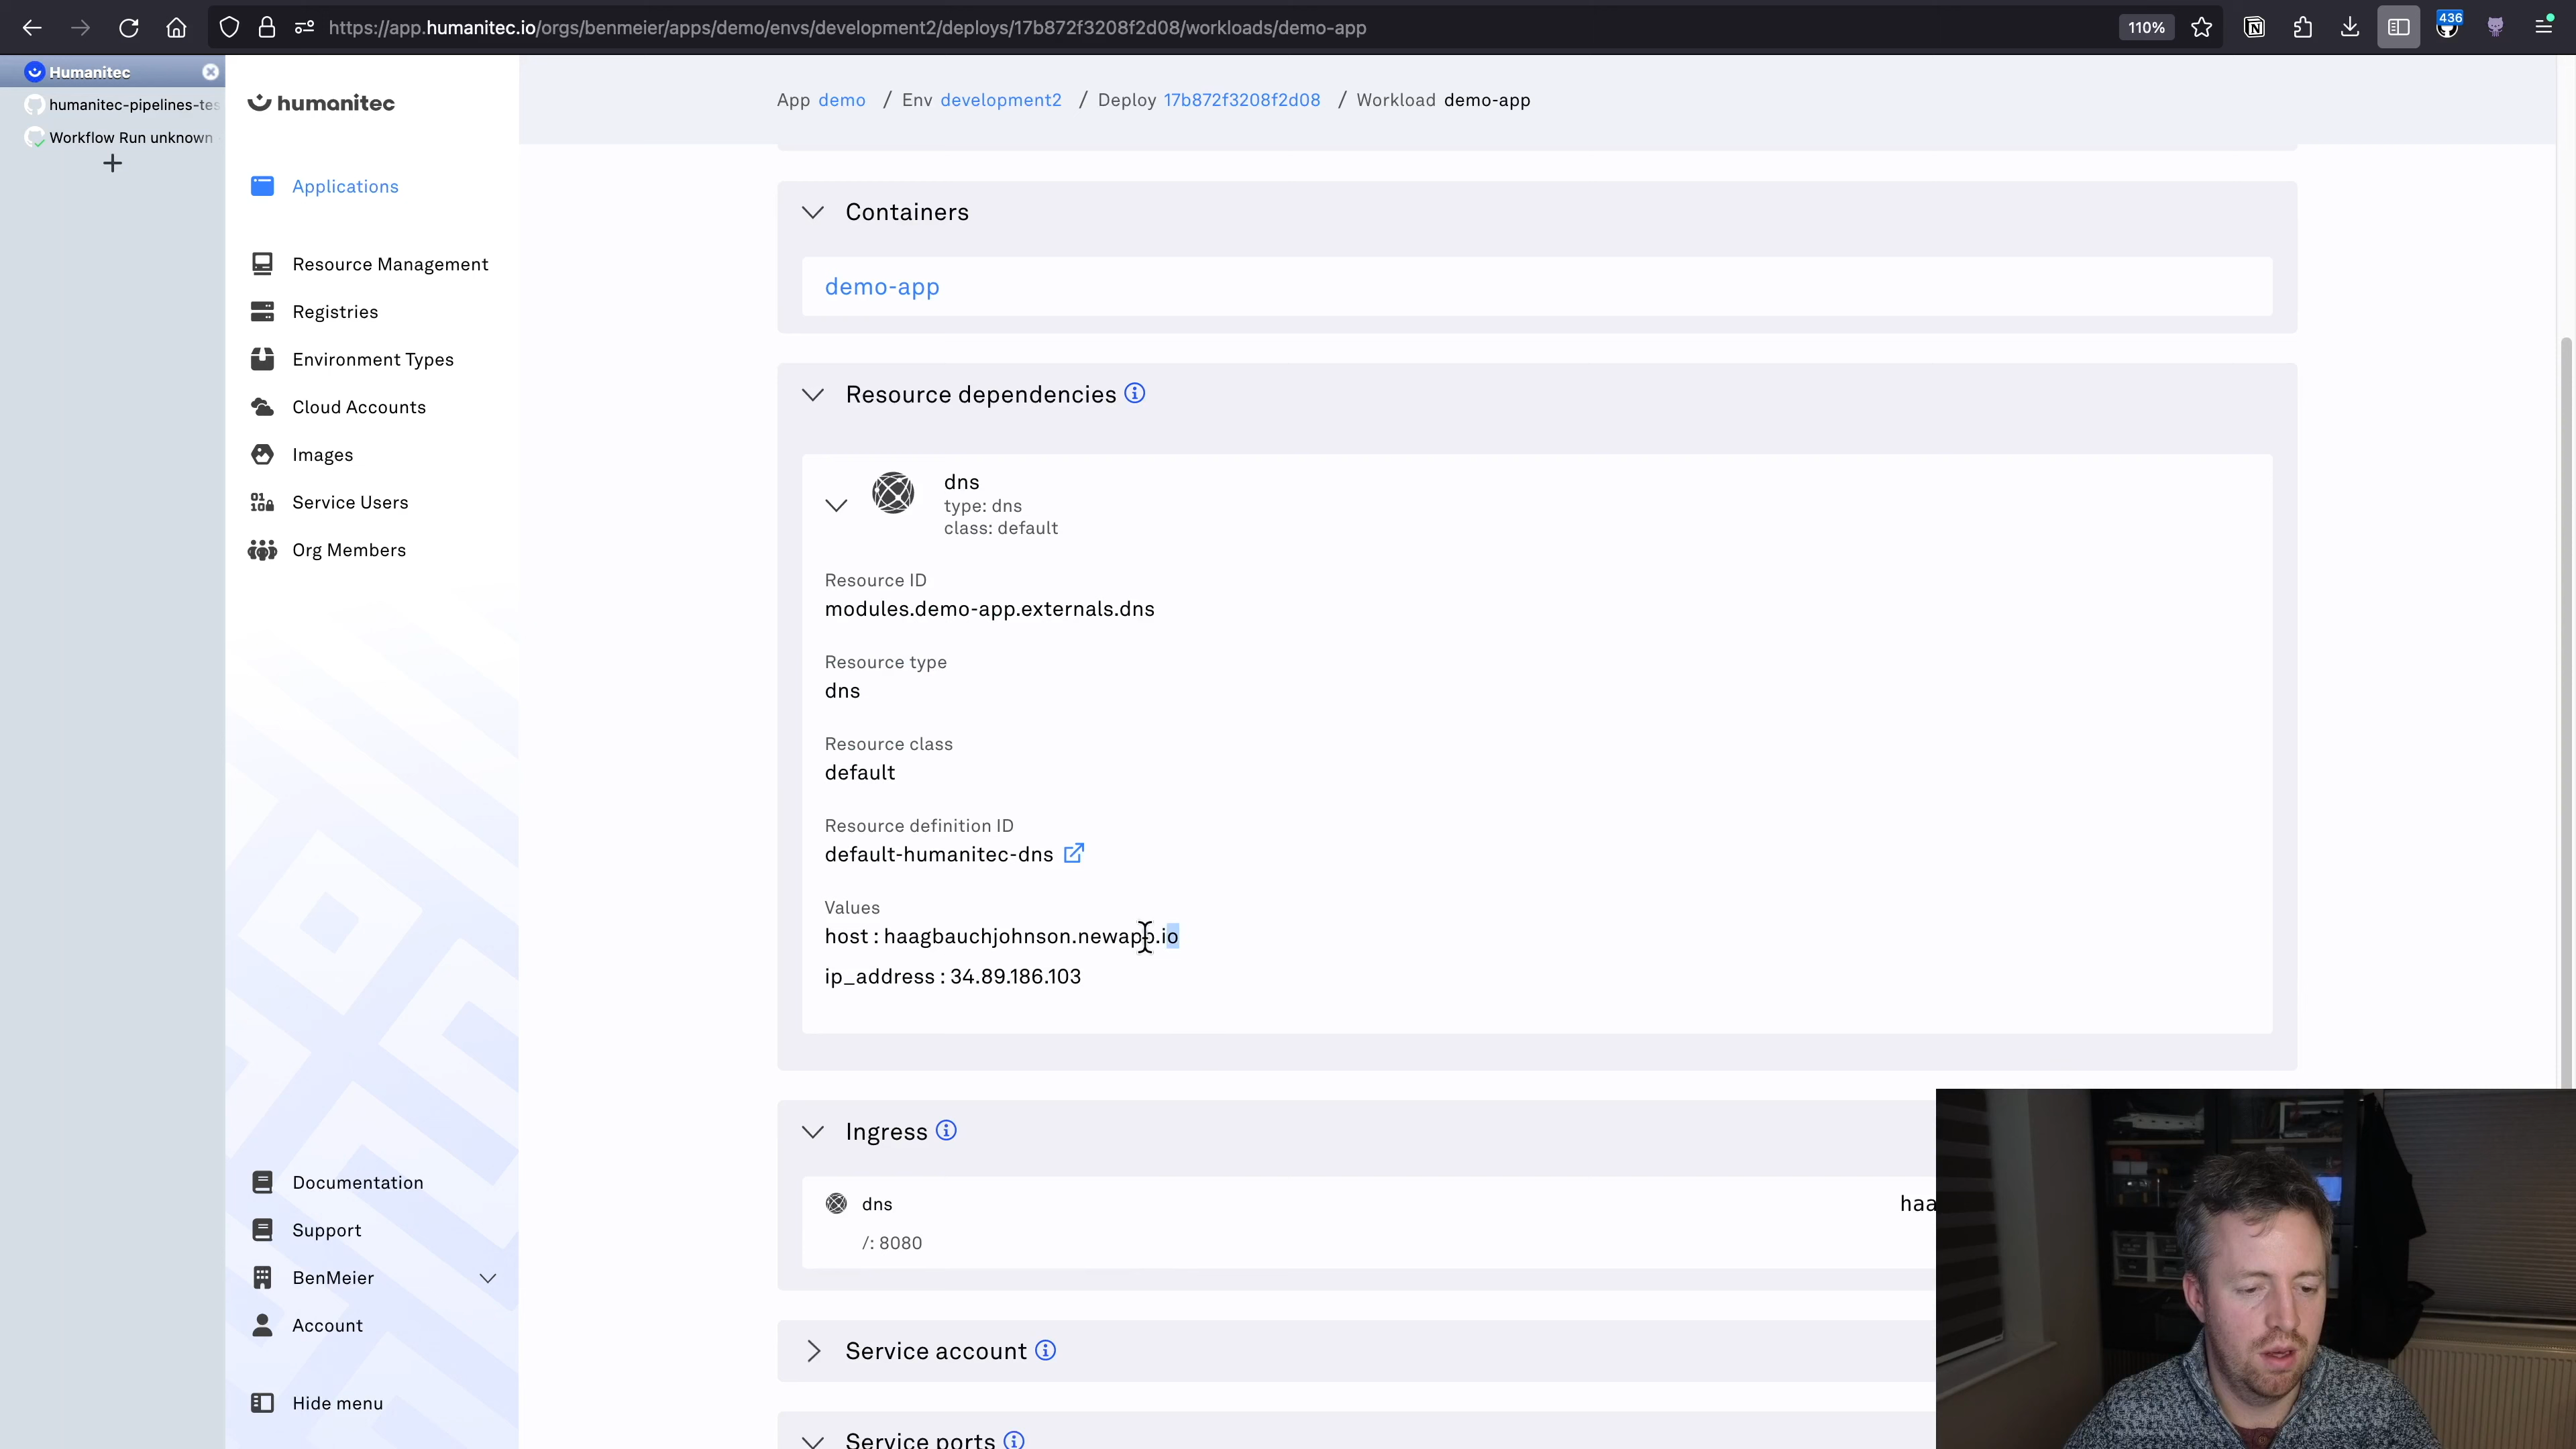 https://app.humanitec.io/orgs/benmeier/apps/demo/envs/development2/deploys/17b872f3208f2d08/workloads/demo-app
110%
436
Humanitec
humanitec-pipelines-tes
Workflow Run unknown
humanitec
Applications
Resource Management
Registries
Environment Types
Cloud Accounts
Images
Service Users
Org Members
Documentation
Support
BenMeier
Account
Hide menu
App demo / Env development2 / Deploy 17b872f3208f2d08 / Workload demo-app
Containers
demo-app
Resource dependencies
dns
type: dns
class: default
Resource ID
modules.demo-app.externals.dns
Resource type
dns
Resource class
default
Resource definition ID
default-humanitec-dns
Values
host : haagbauchjohnson.newapp.io
ip_address : 34.89.186.103
Ingress
dns
haa
/: 8080
Service account
Service ports